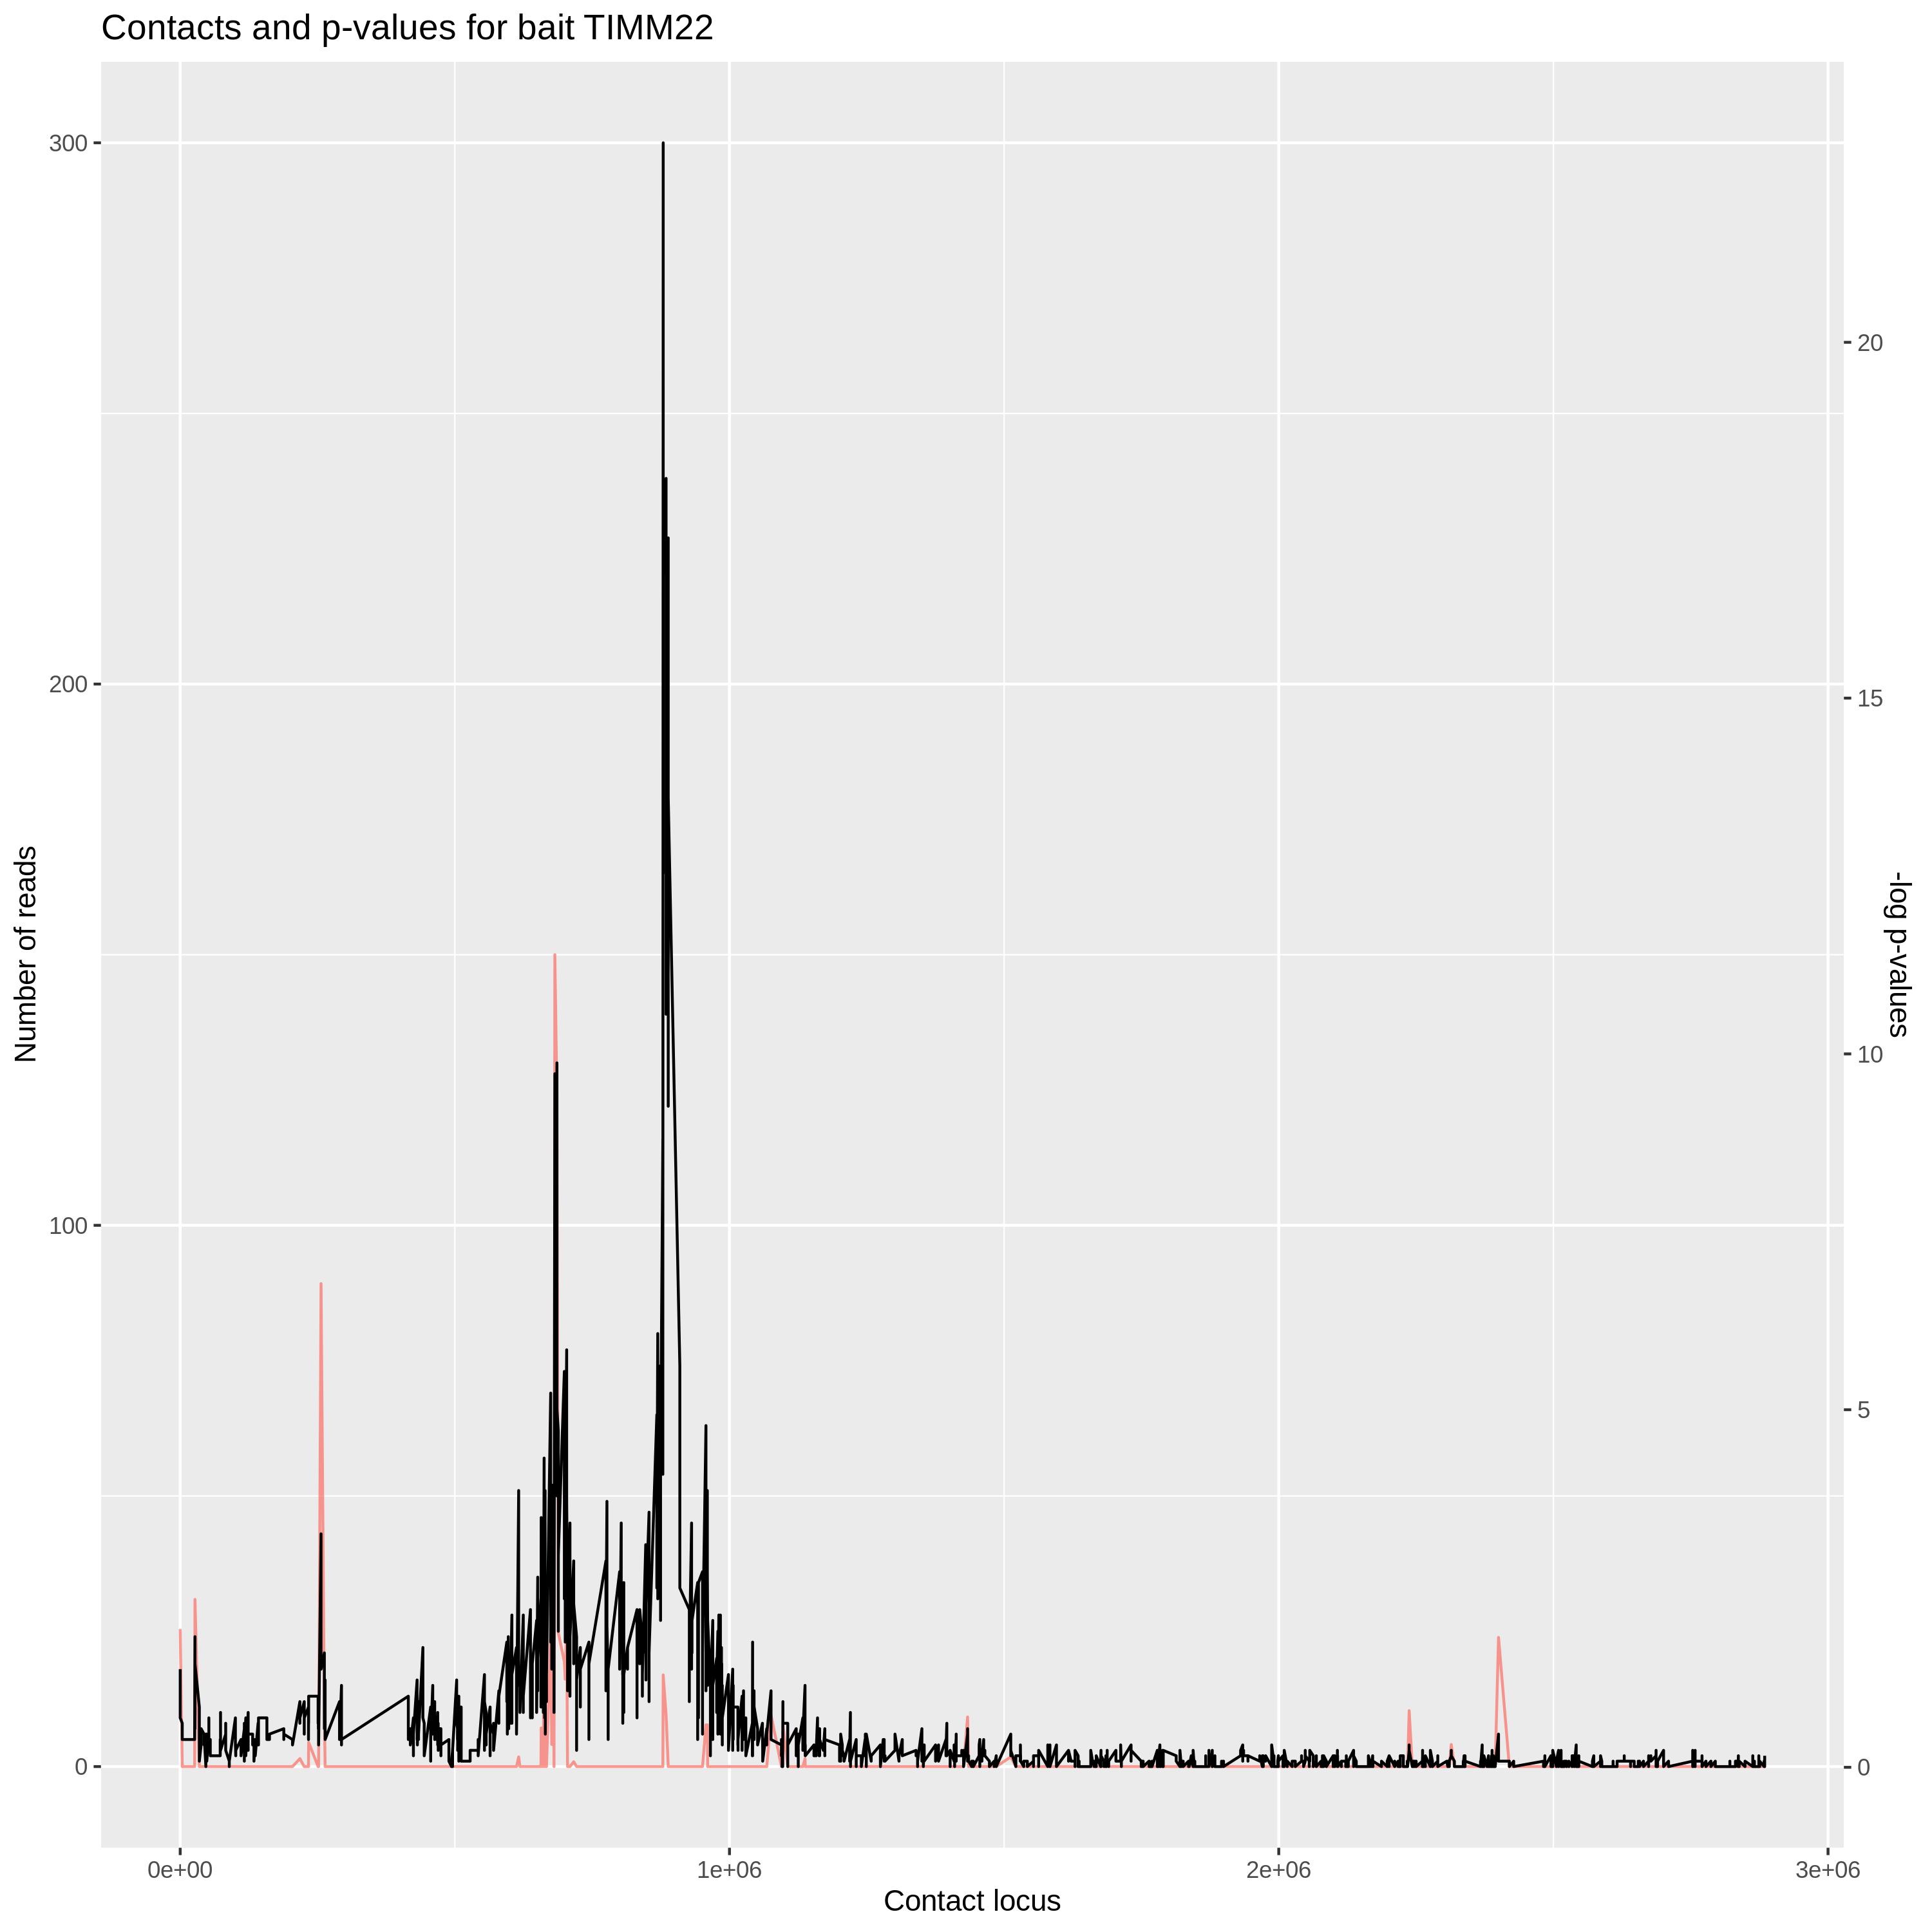 Contacts and p-values for bait TIMM22
300
200
100
0
Number of reads
20
15
10
5
0
-log p-values
0e+00
1e+06
2e+06
3e+06
Contact locus